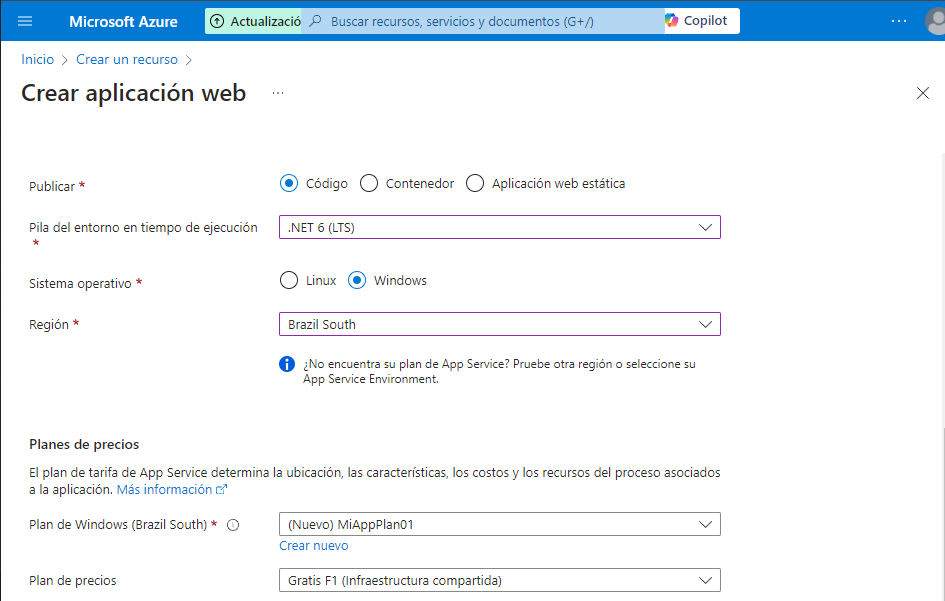 Microsoft Azure
Actualizació
Buscar recursos, servicios y documentos (G+/)
Copilot
Inicio > Crear un recurso >
Crear aplicación web ...
Publicar *
Código Contenedor Aplicación web estática
Pila del entorno en tiempo de ejecución
*
.NET 6 (LTS)
Sistema operativo *
Linux Windows
Región *
Brazil South
¿No encuentra su plan de App Service? Pruebe otra región o seleccione su
App Service Environment.
Planes de precios
El plan de tarifa de App Service determina la ubicación, las características, los costos y los recursos del proceso asociados
a la aplicación. Más información
Plan de Windows (Brazil South) *
(Nuevo) MiAppPlan01
Crear nuevo
Plan de precios
Gratis F1 (Infraestructura compartida)